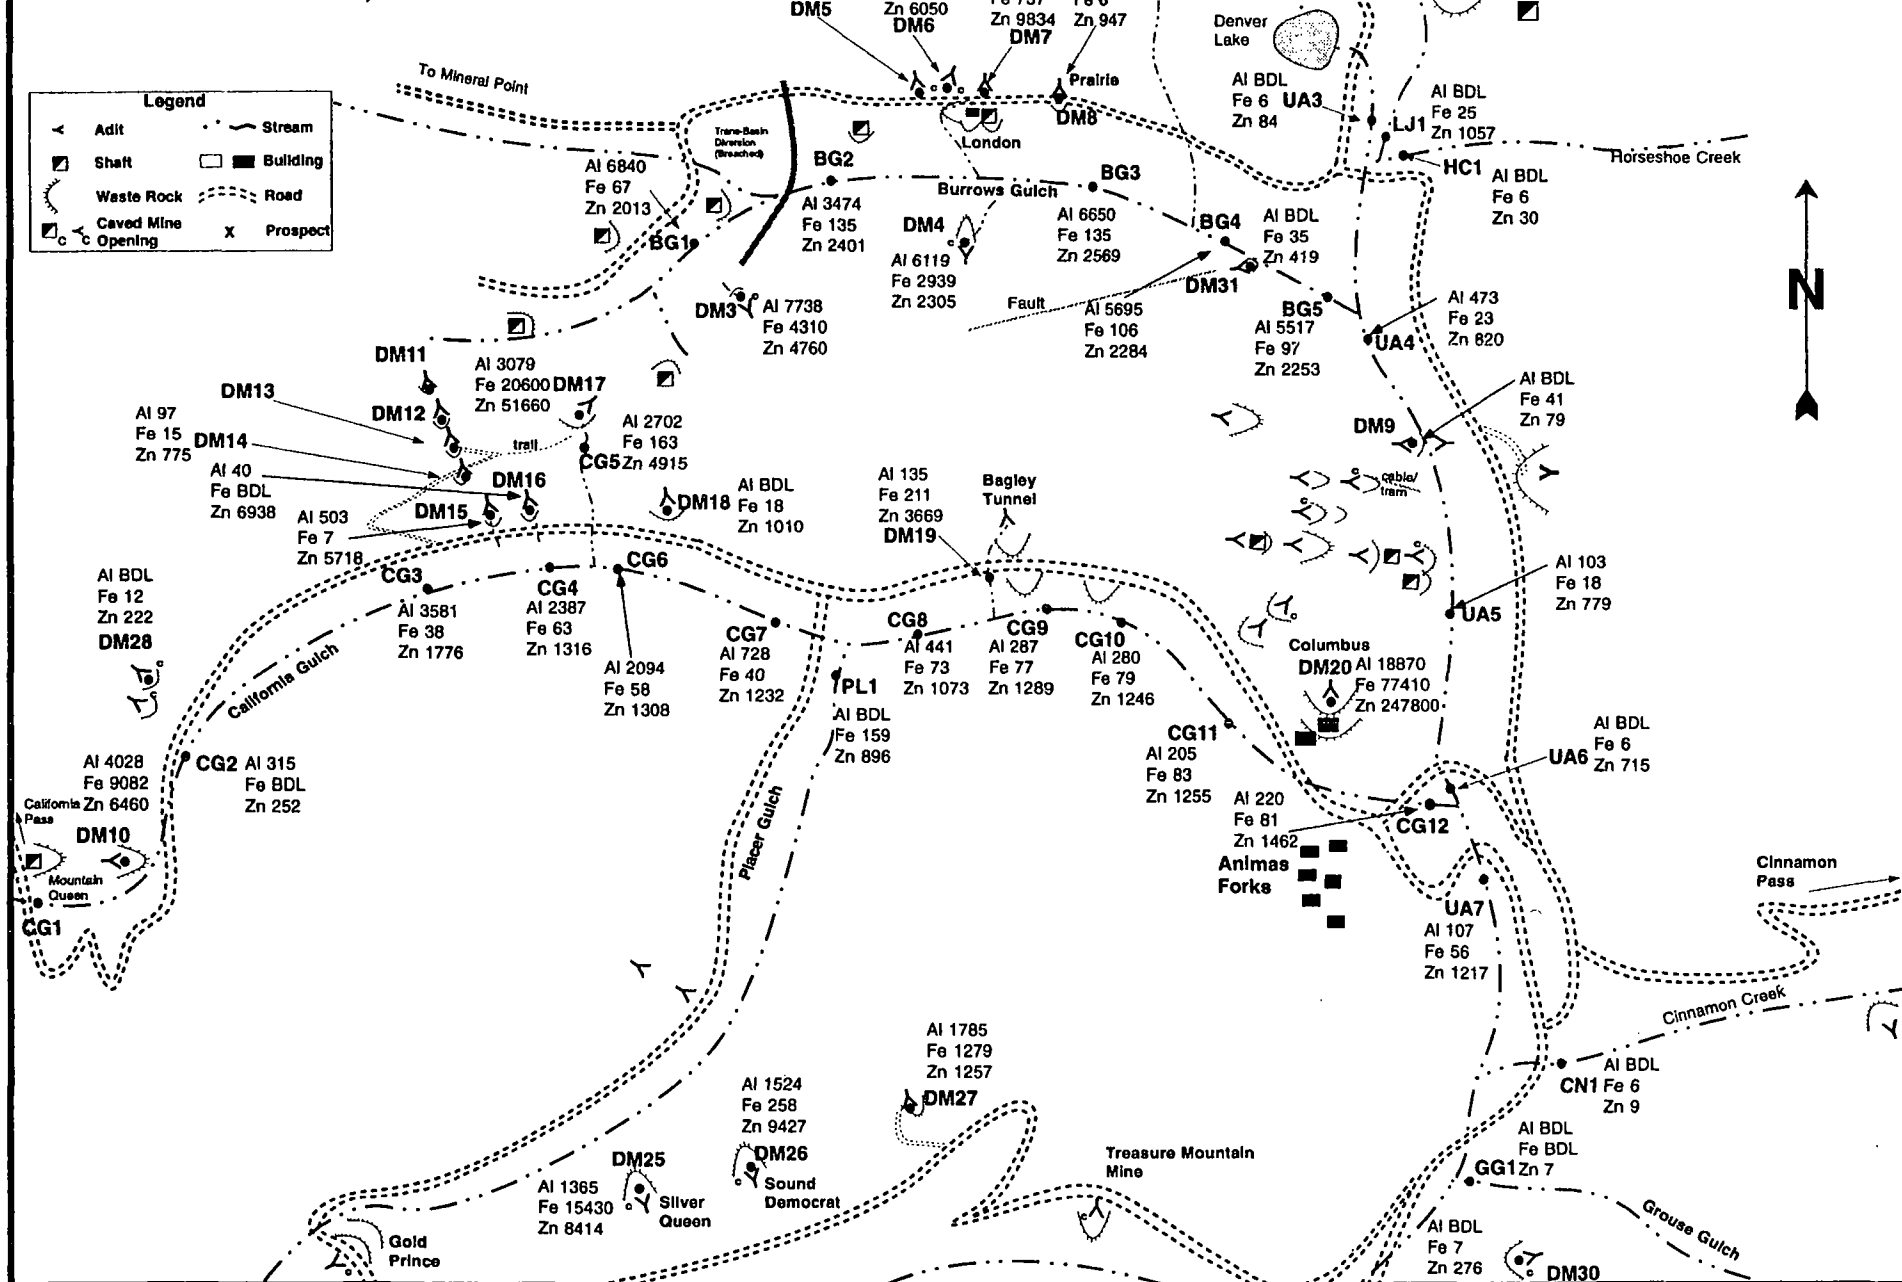 DM5
Zn 6050
DM6
Zn 9834
DM7
Zn 947
Denver
Lake
To Mineral Point
Legend
Adit
Stream
Shaft
Building
Waste Rock
Road
Caved Mine
Opening
x Prospect
Trans-Basin
Diversion
(Breached)
Prairie
DM8
London
Al BDL
Fe 6
Zn 84
UA3
Al BDL
Fe 25
Zn 1057
LJ1
HC1
Horseshoe Creek
Al BDL
Fe 6
Zn 30
Al 6840
Fe 67
Zn 2013
BG1
BG2
Al 3474
Fe 135
Zn 2401
Burrows Gulch
BG3
Al 6650
Fe 135
Zn 2569
DM4
Al 6119
Fe 2939
Zn 2305
BG4
Al BDL
Fe 35
Zn 419
DM31
Fault
Al 5695
Fe 106
Zn 2284
BG5
Al 5517
Fe 97
Zn 2253
Al 473
Fe 23
Zn 820
UA4
N
DM3
Al 7738
Fe 4310
Zn 4760
DM11
Al 3079
Fe 20600
Zn 51660
DM17
DM13
DM12
Al 97
Fe 15
Zn 775
DM14
trail
Al 2702
Fe 163
Zn 4915
CG5
Al 40
Fe BDL
Zn 6938
DM16
DM15
Al 503
Fe 7
Zn 5718
DM18
Al BDL
Fe 18
Zn 1010
Al 135
Fe 211
Zn 3669
DM19
Bagley
Tunnel
Al BDL
Fe 41
Zn 79
DM9
cable/
tram
Al 103
Fe 18
Zn 779
UA5
Al BDL
Fe 12
Zn 222
DM28
CG3
Al 3581
Fe 38
Zn 1776
CG4
Al 2387
Fe 63
Zn 1316
CG6
Al 2094
Fe 58
Zn 1308
CG7
Al 728
Fe 40
Zn 1232
CG8
Al 441
Fe 73
Zn 1073
CG9
Al 287
Fe 77
Zn 1289
CG10
Al 280
Fe 79
Zn 1246
PL1
Al BDL
Fe 159
Zn 896
California Gulch
Columbus
DM20
Al 18870
Fe 77410
Zn 247800
CG11
Al 205
Fe 83
Zn 1255
Al BDL
Fe 6
Zn 715
UA6
Al 220
Fe 81
Zn 1462
CG12
Animas
Forks
Al 4028
Fe 9082
Zn 6460
CG2
Al 315
Fe BDL
Zn 252
California
Pass
DM10
Mountain
Queen
CG1
Placer Gulch
UA7
Al 107
Fe 56
Zn 1217
Cinnamon
Pass
Cinnamon Creek
CN1
Al BDL
Fe 6
Zn 9
Al BDL
Fe BDL
Zn 7
GG1
Grouse Gulch
Al BDL
Fe 7
Zn 276
DM30
Al 1785
Fe 1279
Zn 1257
DM27
Al 1524
Fe 258
Zn 9427
DM26
Sound
Democrat
DM25
Al 1365
Fe 15430
Zn 8414
Silver
Queen
Treasure Mountain
Mine
Gold
Prince